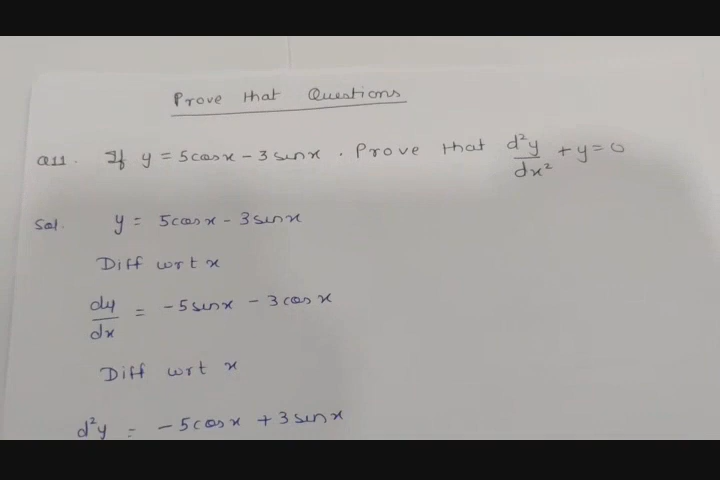 Prove that Questions
Q11. If y = 5cosx - 3sinx. Prove that d²y/dx² + y = 0
Sol. y = 5cosx - 3sinx
Diff wrt x
dy/dx = -5sinx - 3cosx
Diff wrt x
d²y = -5cosx + 3sinx